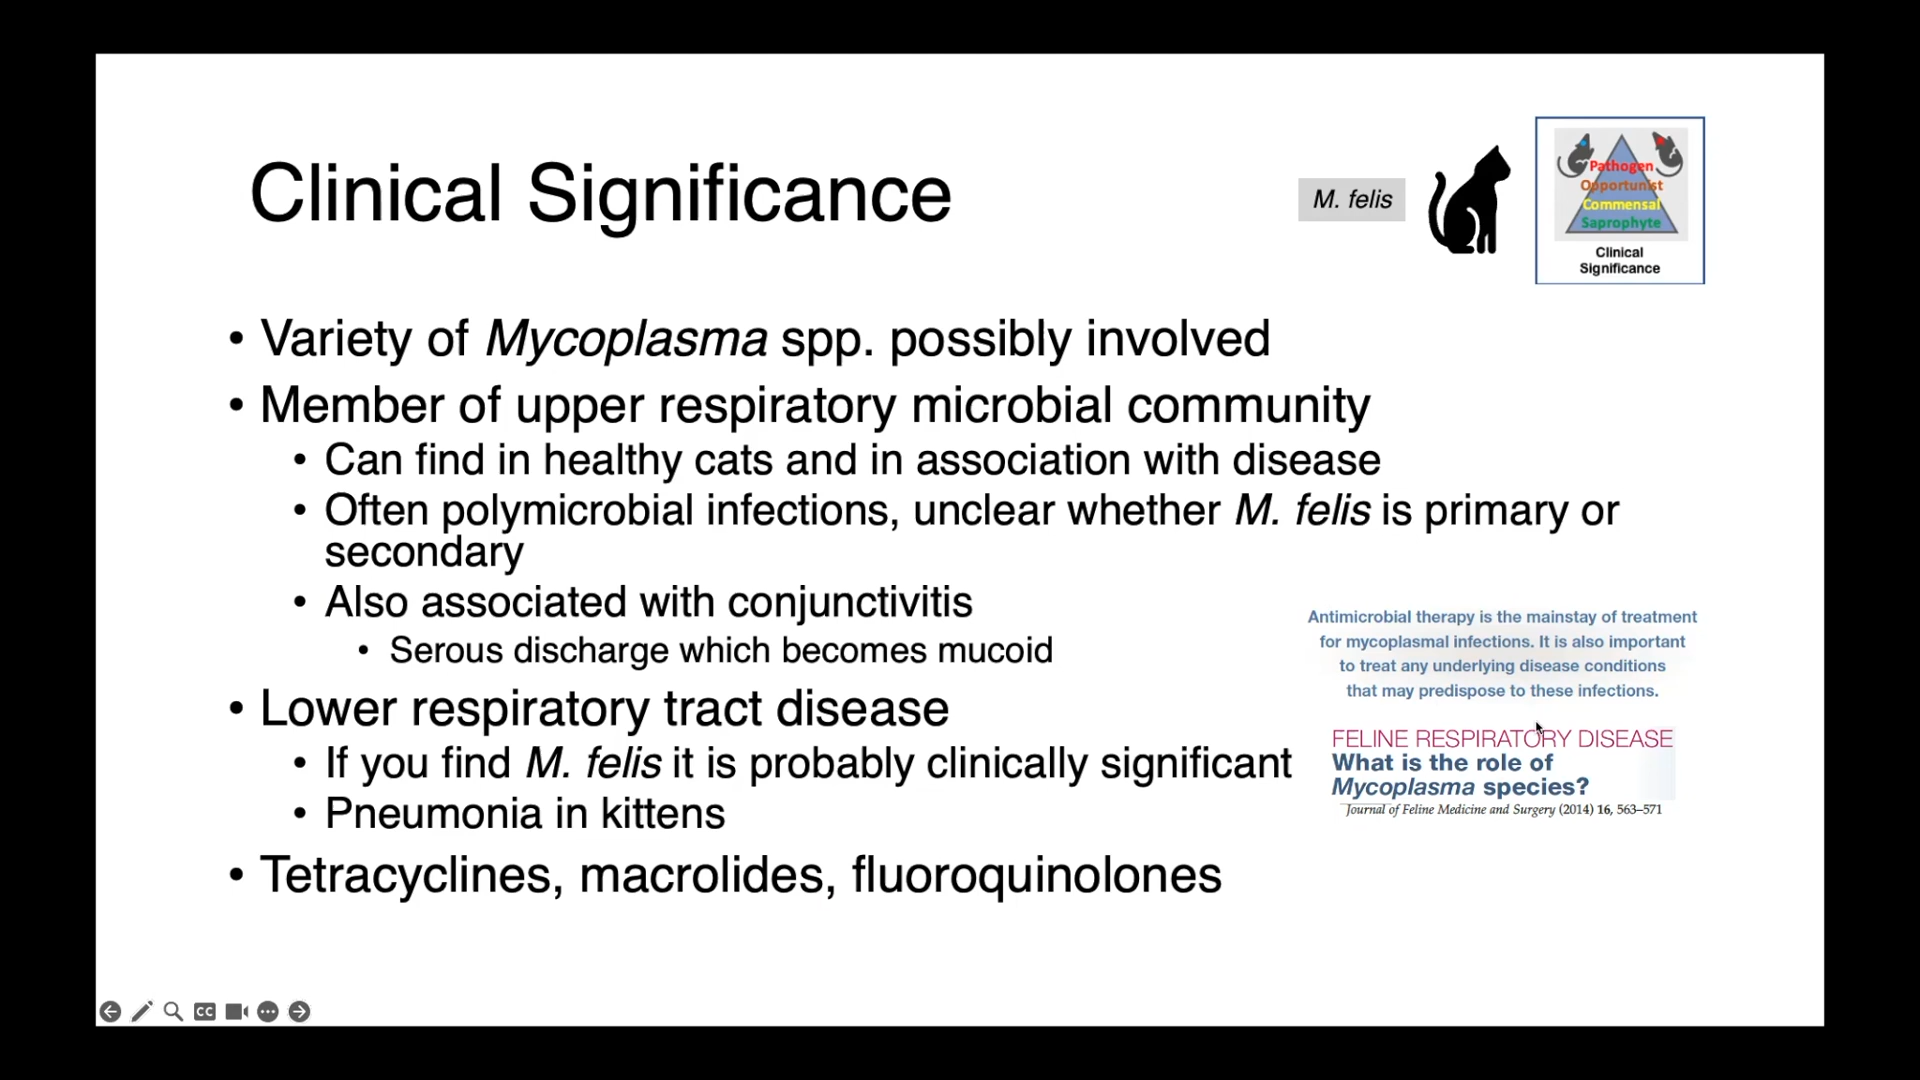 Clinical Significance
M. felis
Pathogen
Opportunist
Commensal
Saprophyte
Clinical
Significance
• Variety of Mycoplasma spp. possibly involved
• Member of upper respiratory microbial community
• Can find in healthy cats and in association with disease
• Often polymicrobial infections, unclear whether M. felis is primary or
secondary
• Also associated with conjunctivitis
• Serous discharge which becomes mucoid
• Lower respiratory tract disease
• If you find M. felis it is probably clinically significant
• Pneumonia in kittens
• Tetracyclines, macrolides, fluoroquinolones
Antimicrobial therapy is the mainstay of treatment
for mycoplasmal infections. It is also important
to treat any underlying disease conditions
that may predispose to these infections.
FELINE RESPIRATORY DISEASE
What is the role of
Mycoplasma species?
Journal of Feline Medicine and Surgery (2014) 16, 563–571
CC